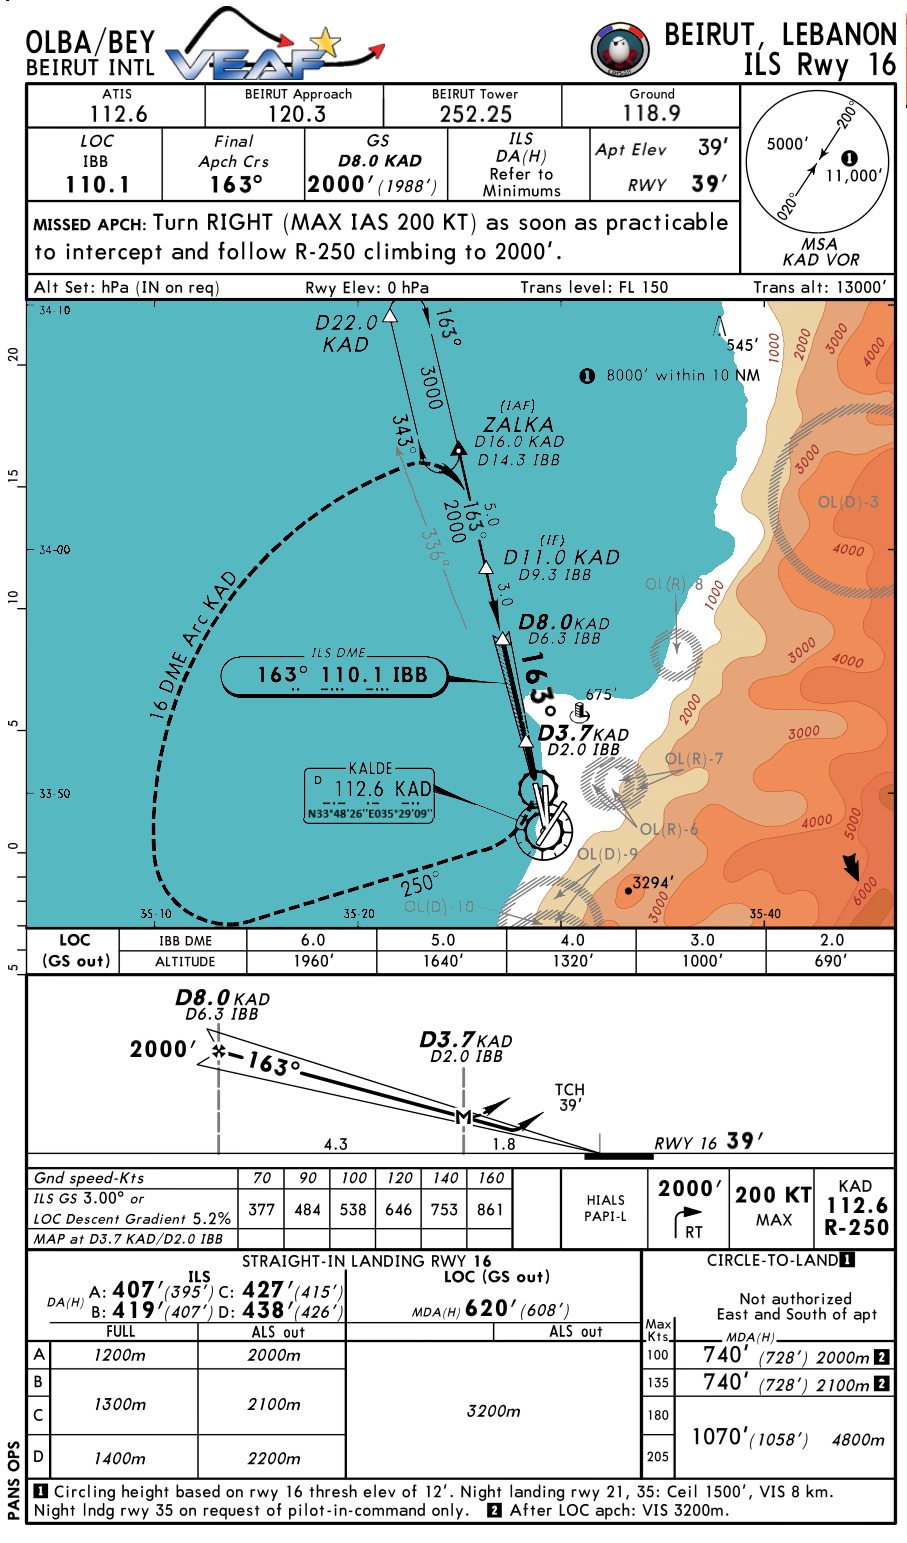 OLBA/BEY
BEIRUT INTL
VEAF
BEIRUT, LEBANON
ILS Rwy 16
ATIS
112.6
BEIRUT Approach
120.3
BEIRUT Tower
252.25
Ground
118.9
LOC
IBB
110.1
Final
Apch Crs
163°
GS
D8.0 KAD
2000' (1988')
ILS
DA(H)
Refer to
Minimums
Apt Elev 39'
RWY 39'
MISSED APCH: Turn RIGHT (MAX IAS 200 KT) as soon as practicable
to intercept and follow R-250 climbing to 2000'.
200°
5000'
1
11,000'
020°
MSA
KAD VOR
Alt Set: hPa (IN on req) Rwy Elev: 0 hPa Trans level: FL 150 Trans alt: 13000'
34-10
D22.0
KAD
163°
3000
343°
545'
1 8000' within 10 NM
1000
2000
3000
4000
20
(IAF)
ZALKA
D16.0 KAD
D14.3 IBB
3000
OL(D)-3
4000
15
5.0
163°
2000
336°
34-00
(IF)
D11.0 KAD
D9.3 IBB
3.0
OL(R)-8
1000
10
16 DME Arc KAD
D8.0 KAD
D6.3 IBB
3000
4000
ILS DME
163° 110.1 IBB
163°
675'
2000
3000
5
D3.7 KAD
D2.0 IBB
OL(R)-7
KALDE
D 112.6 KAD
N33°48'26"E035°29'09"
33-50
OL(R)-6
4000
5000
0
OL(D)-9
250°
OL(D)-10
3294'
3000
6000
35-10
35-20
35-40
5
LOC
(GS out)
IBB DME 6.0 5.0 4.0 3.0 2.0
ALTITUDE 1960' 1640' 1320' 1000' 690'
D8.0 KAD
D6.3 IBB
2000'
163°
D3.7 KAD
D2.0 IBB
M
TCH
39'
4.3
1.8
RWY 16 39'
Gnd speed-Kts 70 90 100 120 140 160
ILS GS 3.00° or
LOC Descent Gradient 5.2%
377 484 538 646 753 861
MAP at D3.7 KAD/D2.0 IBB
HIALS
PAPI-L
2000'
RT
200 KT
MAX
KAD
112.6
R-250
STRAIGHT-IN LANDING RWY 16
ILS
DA(H) A: 407' (395') C: 427' (415')
B: 419' (407') D: 438' (426')
FULL
ALS out
LOC (GS out)
MDA(H) 620' (608')
ALS out
CIRCLE-TO-LAND 1
Not authorized
East and South of apt
Max
Kts.
MDA(H)
A 1200m 2000m
B
C
1300m 2100m
D 1400m 2200m
3200m
100 740' (728') 2000m 2
135 740' (728') 2100m 2
180
205
1070' (1058') 4800m
1 Circling height based on rwy 16 thresh elev of 12'. Night landing rwy 21, 35: Ceil 1500', VIS 8 km.
Night lndg rwy 35 on request of pilot-in-command only. 2 After LOC apch: VIS 3200m.
PANS OPS